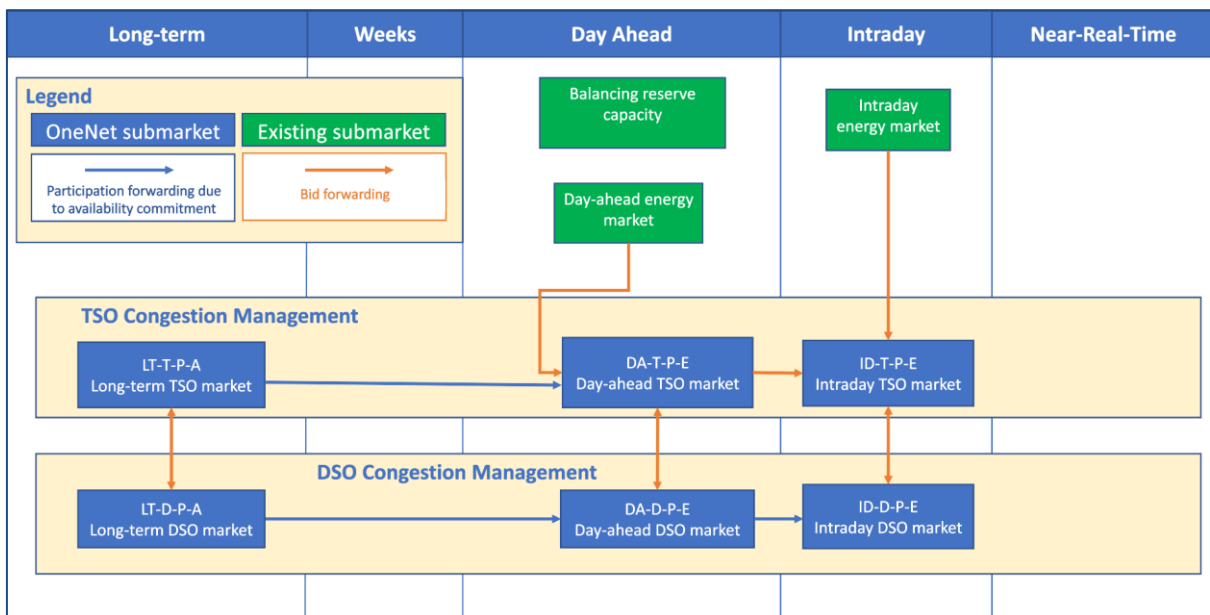 Long-term
Weeks
Day Ahead
Intraday
Near-Real-Time
Legend
OneNet submarket
Existing submarket
Participation forwarding due
to availability commitment
Bid forwarding
Balancing reserve
capacity
Intraday
energy market
Day-ahead energy
market
TSO Congestion Management
LT-T-P-A
Long-term TSO market
DA-T-P-E
Day-ahead TSO market
ID-T-P-E
Intraday TSO market
DSO Congestion Management
LT-D-P-A
Long-term DSO market
DA-D-P-E
Day-ahead DSO market
ID-D-P-E
Intraday DSO market